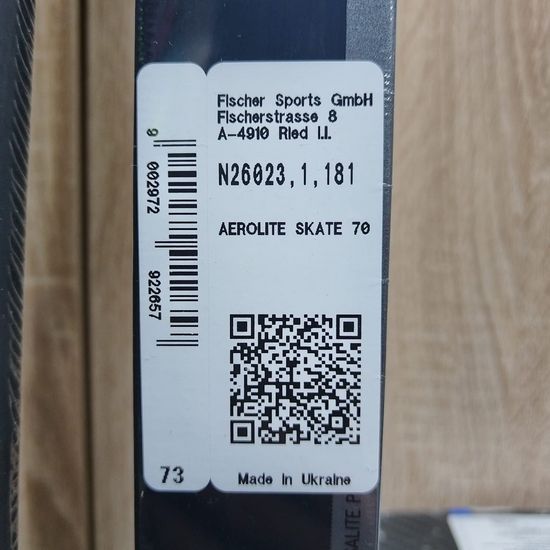 Fischer Sports GmbH
Fischerstrasse 8
A-4910 Ried I.I.
N26023,1,181
AEROLITE SKATE 70
9 002972 922657
73
Made In Ukraine